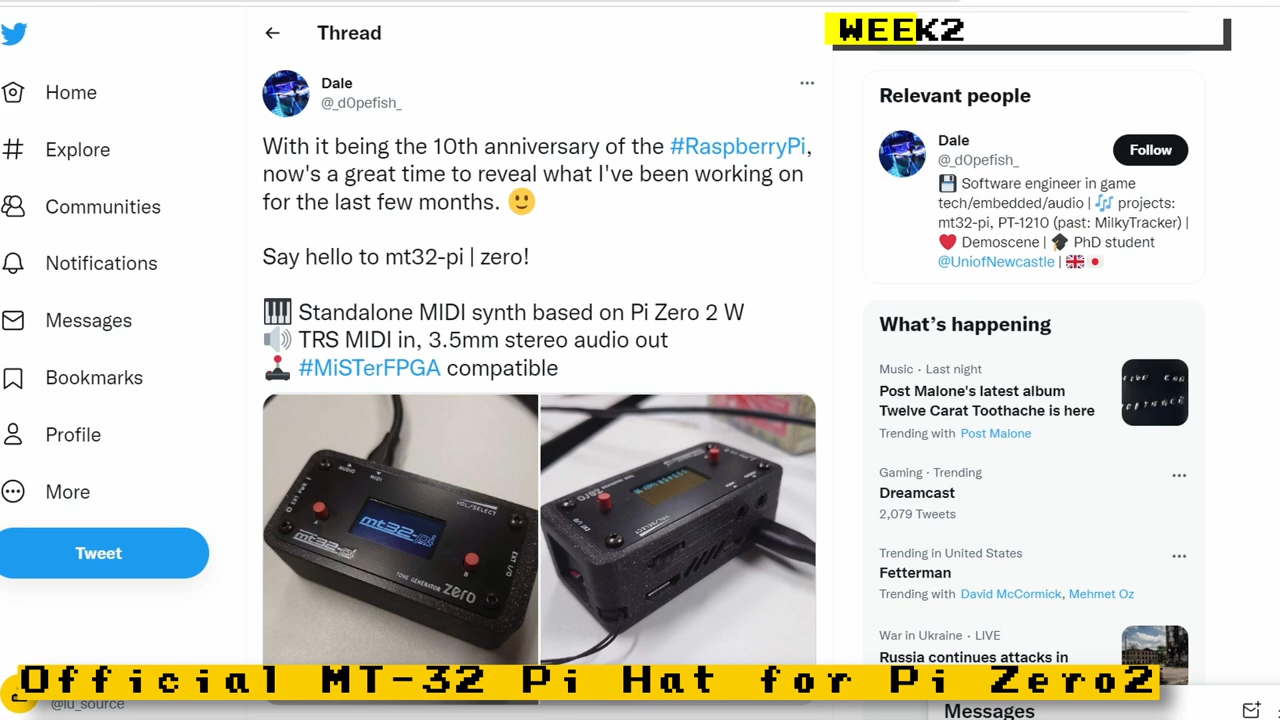 Thread
WEEK2
Home
Explore
Communities
Notifications
Messages
Bookmarks
Profile
More
Tweet
Dale
@_d0pefish_
With it being the 10th anniversary of the #RaspberryPi,
now's a great time to reveal what I've been working on
for the last few months. 🙂
Say hello to mt32-pi | zero!
🎹 Standalone MIDI synth based on Pi Zero 2 W
🔊 TRS MIDI in, 3.5mm stereo audio out
🕹️ #MiSTerFPGA compatible
AUDIO
MIDI
EXT PWR
VOL/SELECT
A
mt32-pi
mt32-pi
B
EXT I/O
TONE GENERATOR zero
Relevant people
Dale
@_d0pefish_
Follow
💾 Software engineer in game
tech/embedded/audio | 🎶 projects:
mt32-pi, PT-1210 (past: MilkyTracker) |
❤️ Demoscene | 🎓 PhD student
@UniofNewcastle | 🇬🇧🇯🇵
What's happening
Music · Last night
Post Malone's latest album
Twelve Carat Toothache is here
Trending with Post Malone
Gaming · Trending
Dreamcast
2,079 Tweets
Trending in United States
Fetterman
Trending with David McCormick, Mehmet Oz
War in Ukraine · LIVE
Russia continues attacks in
Official MT-32 Pi Hat for Pi Zero2
@lu_source
Messages